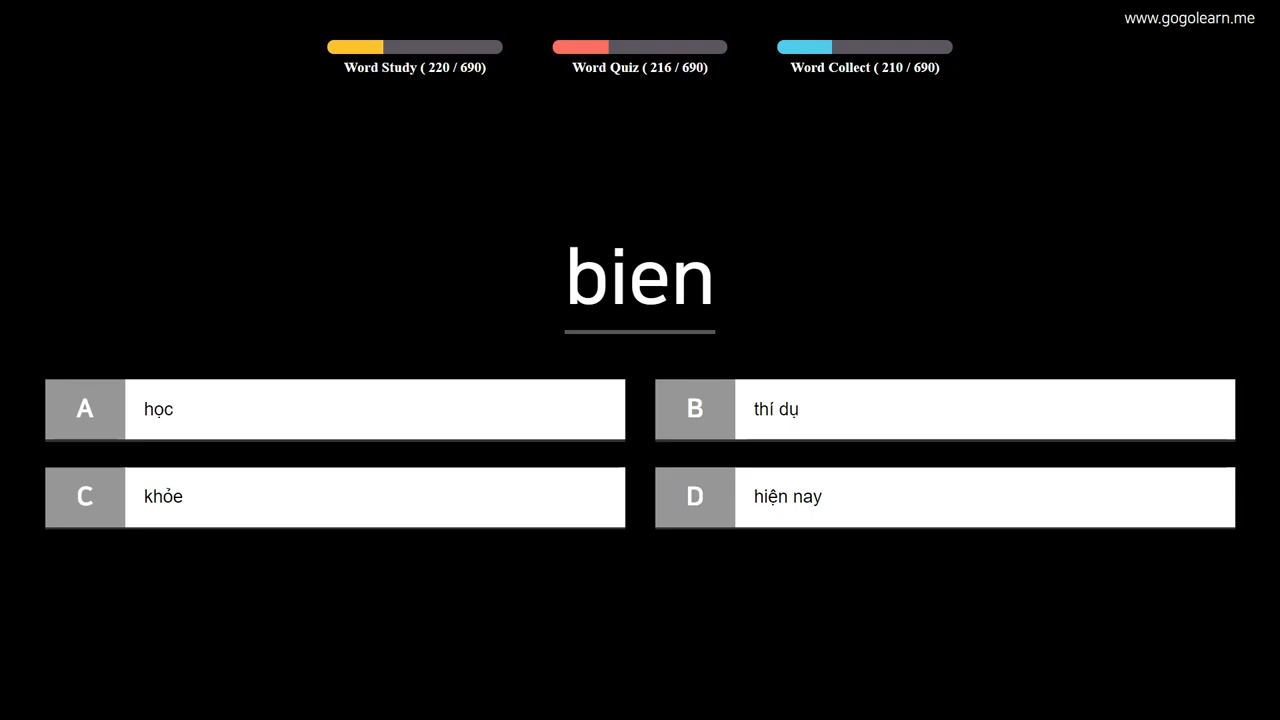 www.gogolearn.me
Word Study ( 220 / 690)
Word Quiz ( 216 / 690)
Word Collect ( 210 / 690)
bien
A học
B thí dụ
C khỏe
D hiện nay